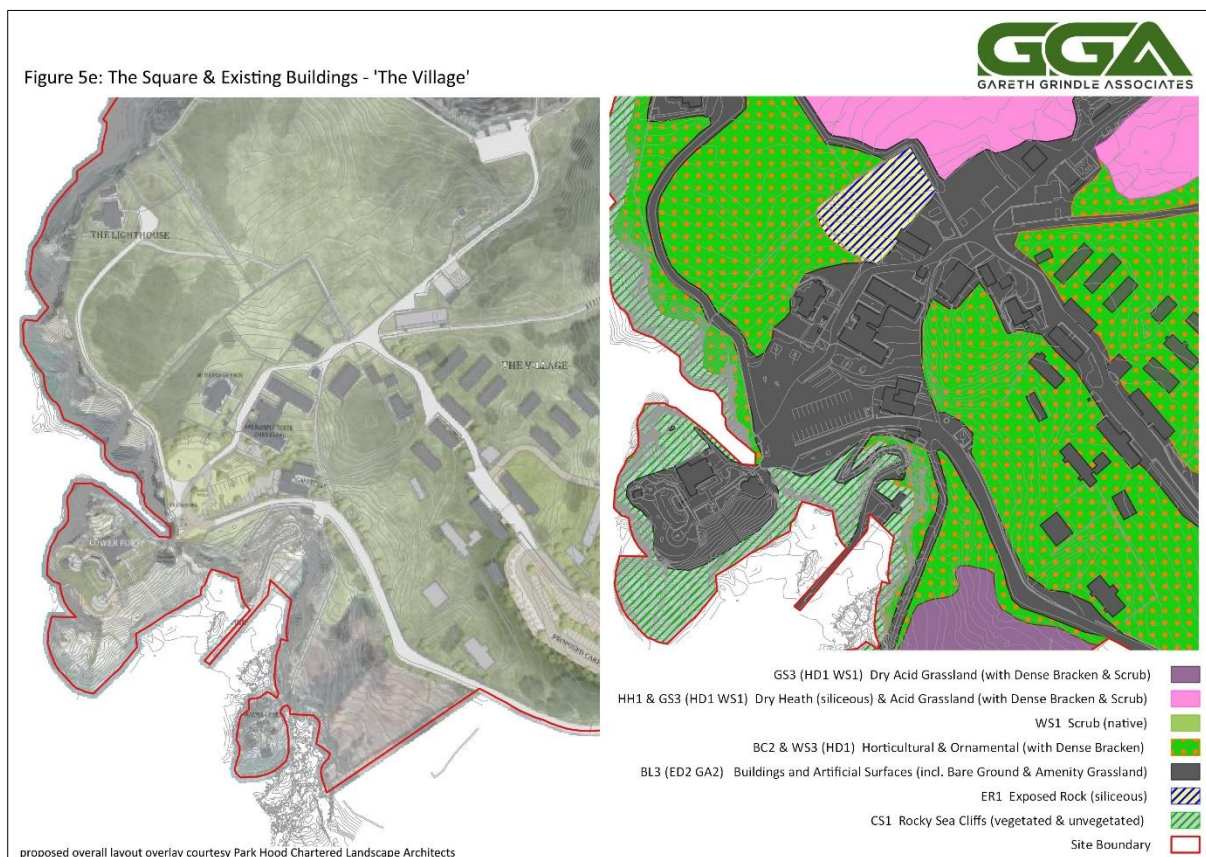 GGA
GARETH GRINDLE ASSOCIATES
Figure 5e: The Square & Existing Buildings - 'The Village'
THE LIGHTHOUSE
THE VILLAGE
LOWER FORT
PROPOSED
GS3 (HD1 WS1) Dry Acid Grassland (with Dense Bracken & Scrub)
HH1 & GS3 (HD1 WS1) Dry Heath (siliceous) & Acid Grassland (with Dense Bracken & Scrub)
WS1 Scrub (native)
BC2 & WS3 (HD1) Horticultural & Ornamental (with Dense Bracken)
BL3 (ED2 GA2) Buildings and Artificial Surfaces (incl. Bare Ground & Amenity Grassland)
ER1 Exposed Rock (siliceous)
CS1 Rocky Sea Cliffs (vegetated & unvegetated)
Site Boundary
proposed overall layout overlay courtesy Park Hood Chartered Landscape Architects